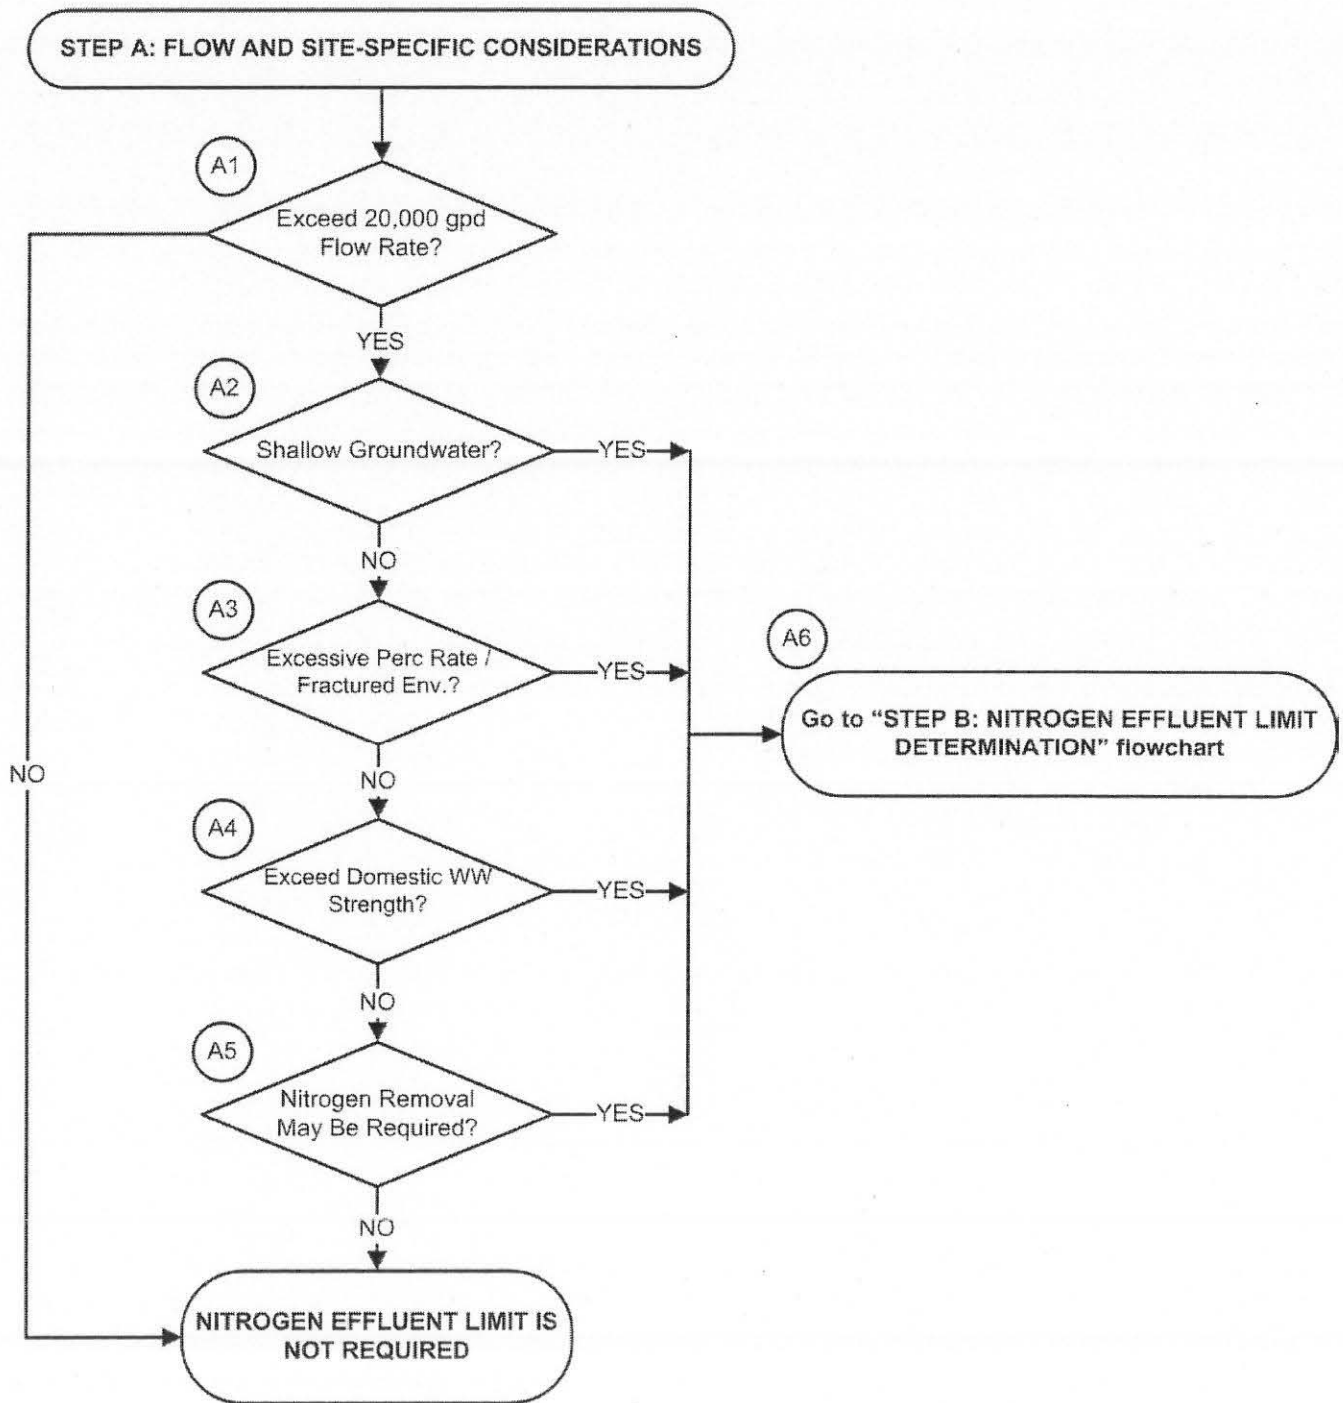 STEP A: FLOW AND SITE-SPECIFIC CONSIDERATIONS
A1
Exceed 20,000 gpd
Flow Rate?
YES
A2
Shallow Groundwater?
YES
NO
A3
Excessive Perc Rate /
Fractured Env.?
YES
A6
Go to “STEP B: NITROGEN EFFLUENT LIMIT
DETERMINATION” flowchart
NO
NO
A4
Exceed Domestic WW
Strength?
YES
NO
A5
Nitrogen Removal
May Be Required?
YES
NO
NITROGEN EFFLUENT LIMIT IS
NOT REQUIRED